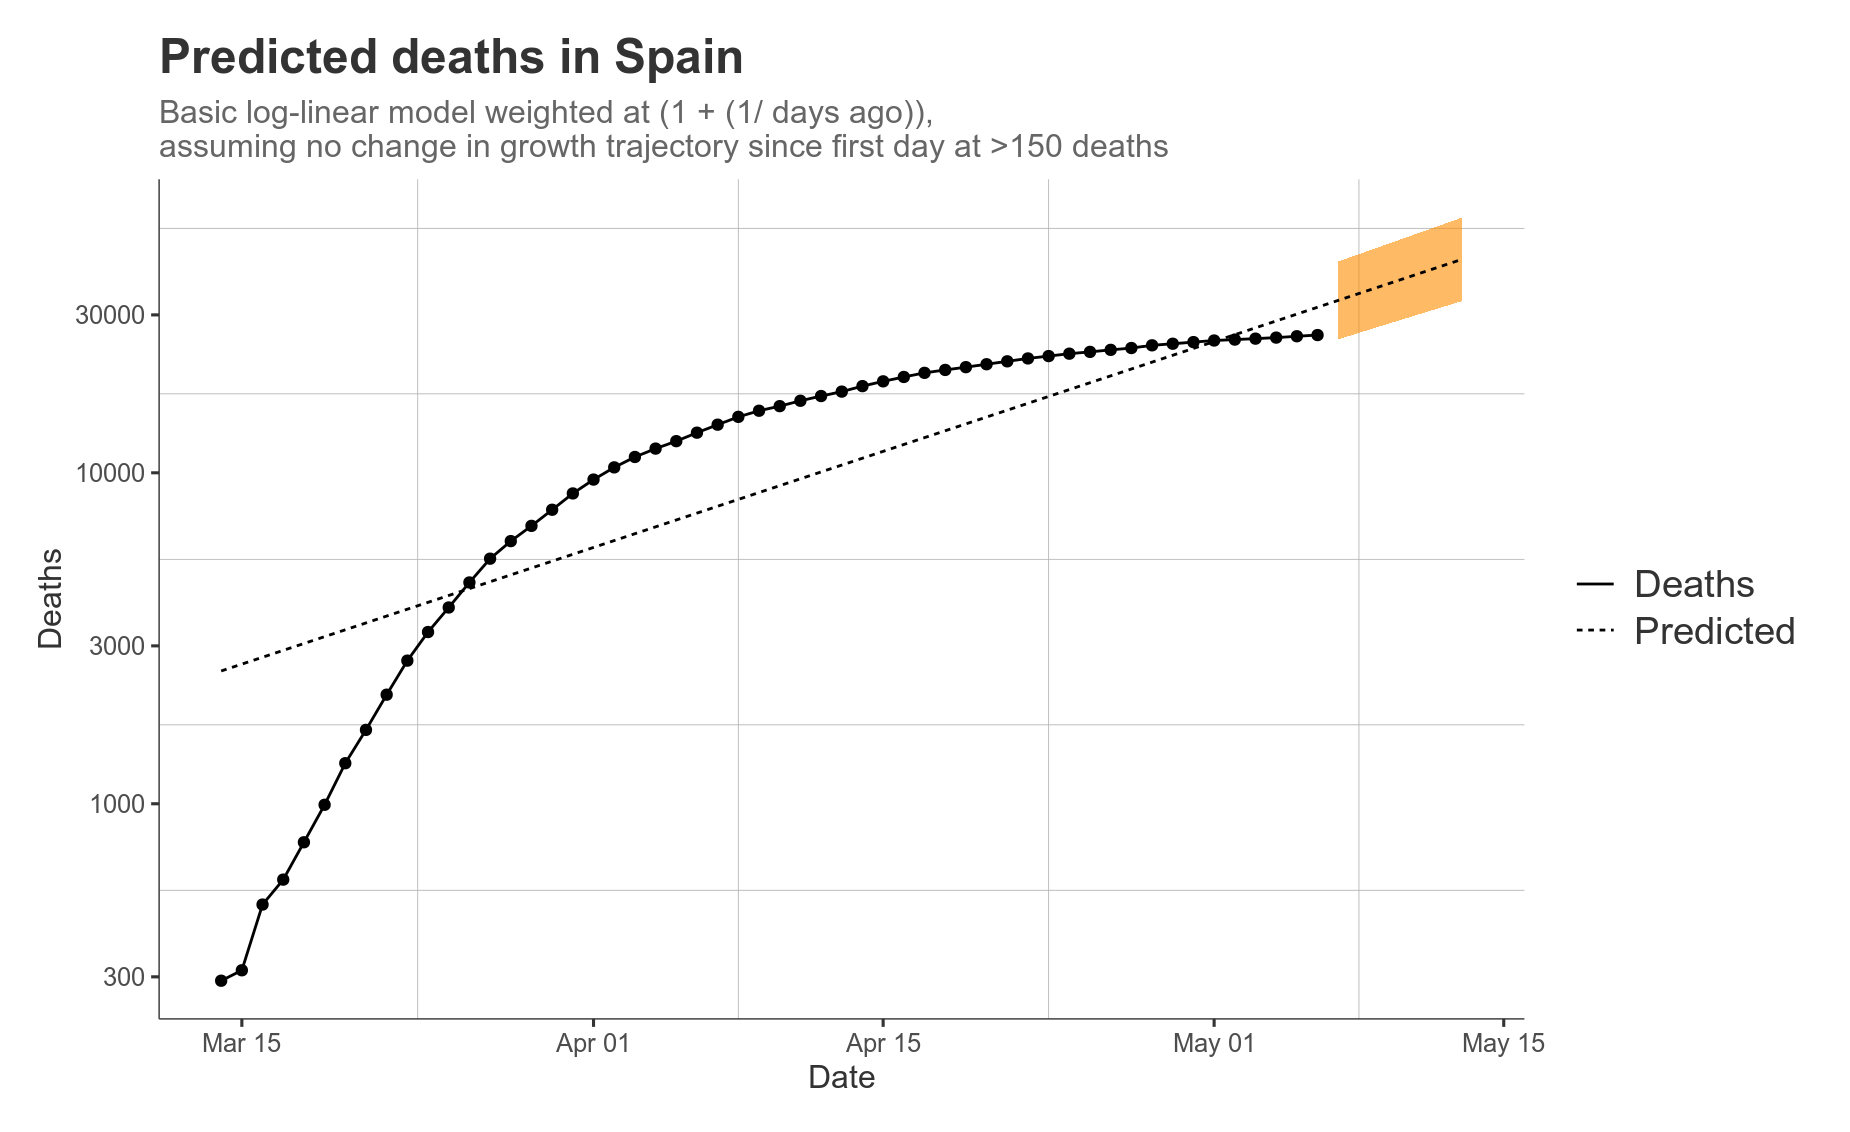 Predicted deaths in Spain
Basic log-linear model weighted at (1 + (1/ days ago)),
assuming no change in growth trajectory since first day at >150 deaths
30000
10000
3000
1000
300
Deaths
Mar 15
Apr 01
Apr 15
May 01
May 15
Date
Deaths
Predicted